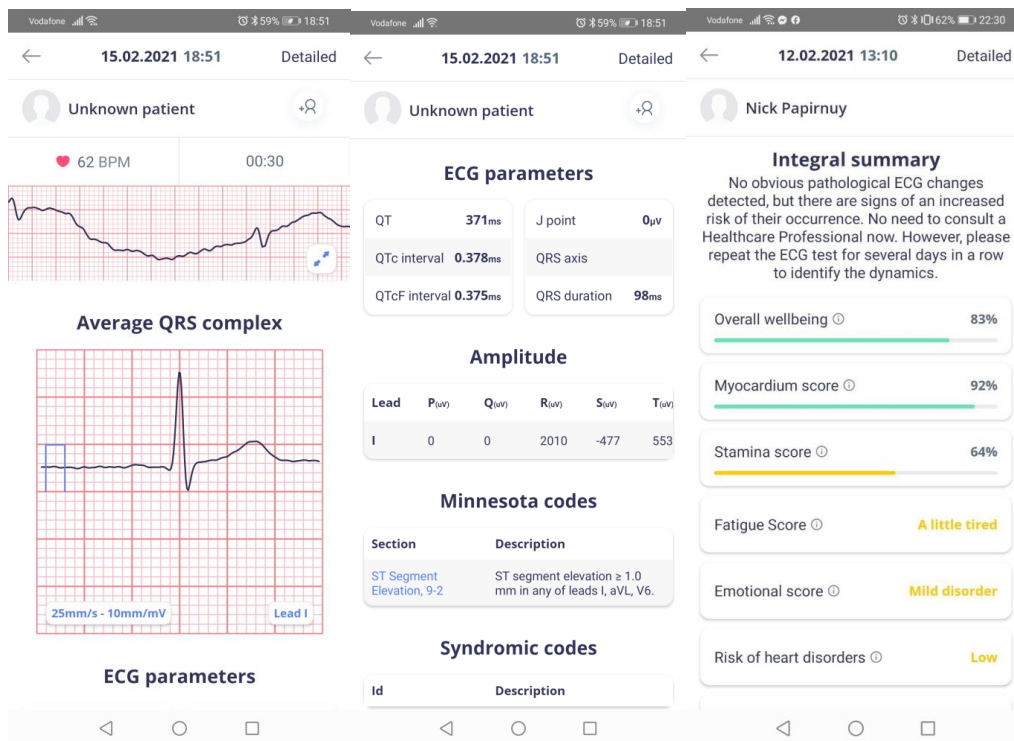 Vodafone 59% 18:51
15.02.2021 18:51 Detailed
Unknown patient
62 BPM 00:30
Average QRS complex
25mm/s - 10mm/mV Lead I
ECG parameters
Vodafone 59% 18:51
15.02.2021 18:51 Detailed
Unknown patient
ECG parameters
QT 371ms J point 0μV
QTc interval 0.378ms QRS axis
QTcF interval 0.375ms QRS duration 98ms
Amplitude
Lead P(uV) Q(uV) R(uV) S(uV) T(uV)
I 0 0 2010 -477 553
Minnesota codes
Section Description
ST Segment ST segment elevation ≥ 1.0
Elevation, 9-2 mm in any of leads I, aVL, V6.
Syndromic codes
Id Description
Vodafone 62% 22:30
12.02.2021 13:10 Detailed
Nick Papirnuy
Integral summary
No obvious pathological ECG changes
detected, but there are signs of an increased
risk of their occurrence. No need to consult a
Healthcare Professional now. However, please
repeat the ECG test for several days in a row
to identify the dynamics.
Overall wellbeing 83%
Myocardium score 92%
Stamina score 64%
Fatigue Score A little tired
Emotional score Mild disorder
Risk of heart disorders Low